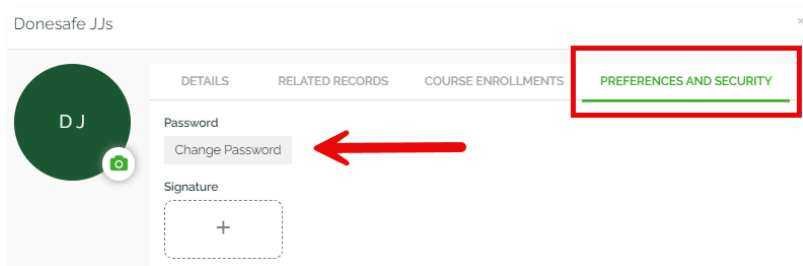 Donesafe JJs
DETAILS RELATED RECORDS COURSE ENROLLMENTS PREFERENCES AND SECURITY
D J
Password
Change Password
Signature